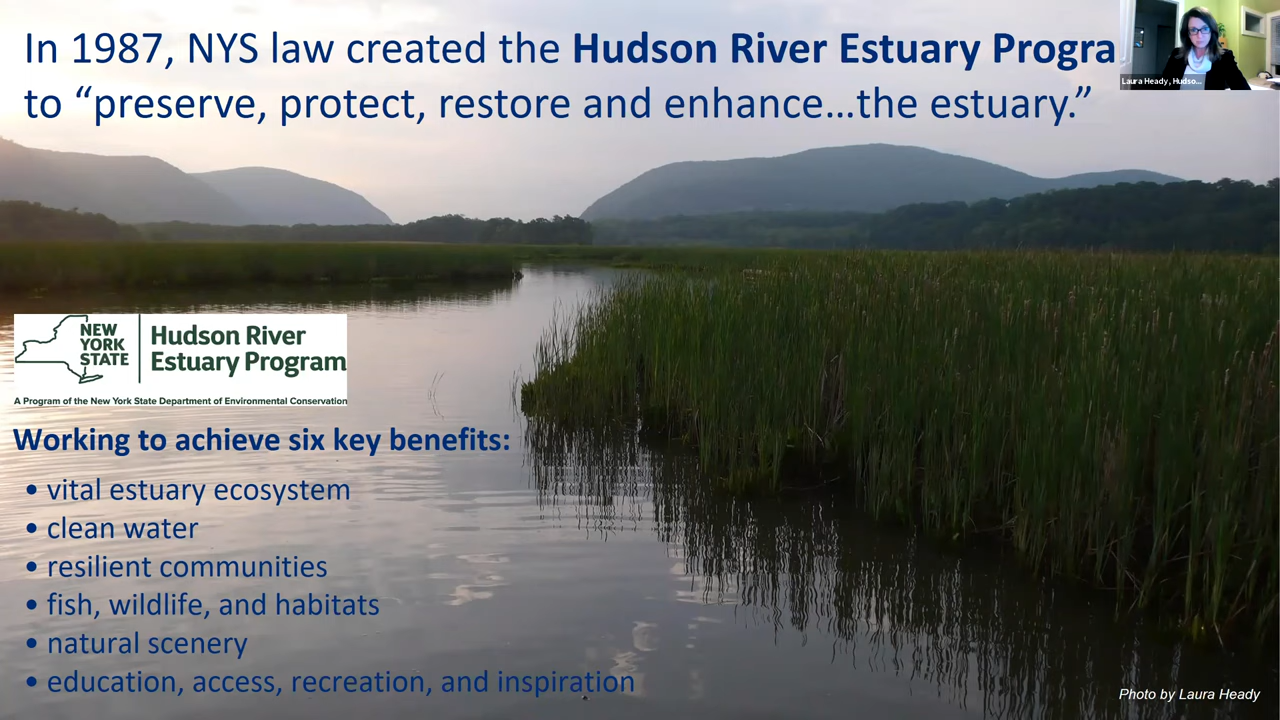 In 1987, NYS law created the Hudson River Estuary Progra
to “preserve, protect, restore and enhance...the estuary.”
Laura Heady, Hudso...
NEW
YORK
STATE
Hudson River
Estuary Program
A Program of the New York State Department of Environmental Conservation
Working to achieve six key benefits:
• vital estuary ecosystem
• clean water
• resilient communities
• fish, wildlife, and habitats
• natural scenery
• education, access, recreation, and inspiration
Photo by Laura Heady